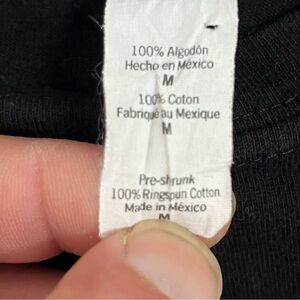 100% Algodón
Hecho en México
M
100% Coton
Fabriqué au Mexique
M
Pre-shrunk
100% Ringspun Cotton
Made in México
M